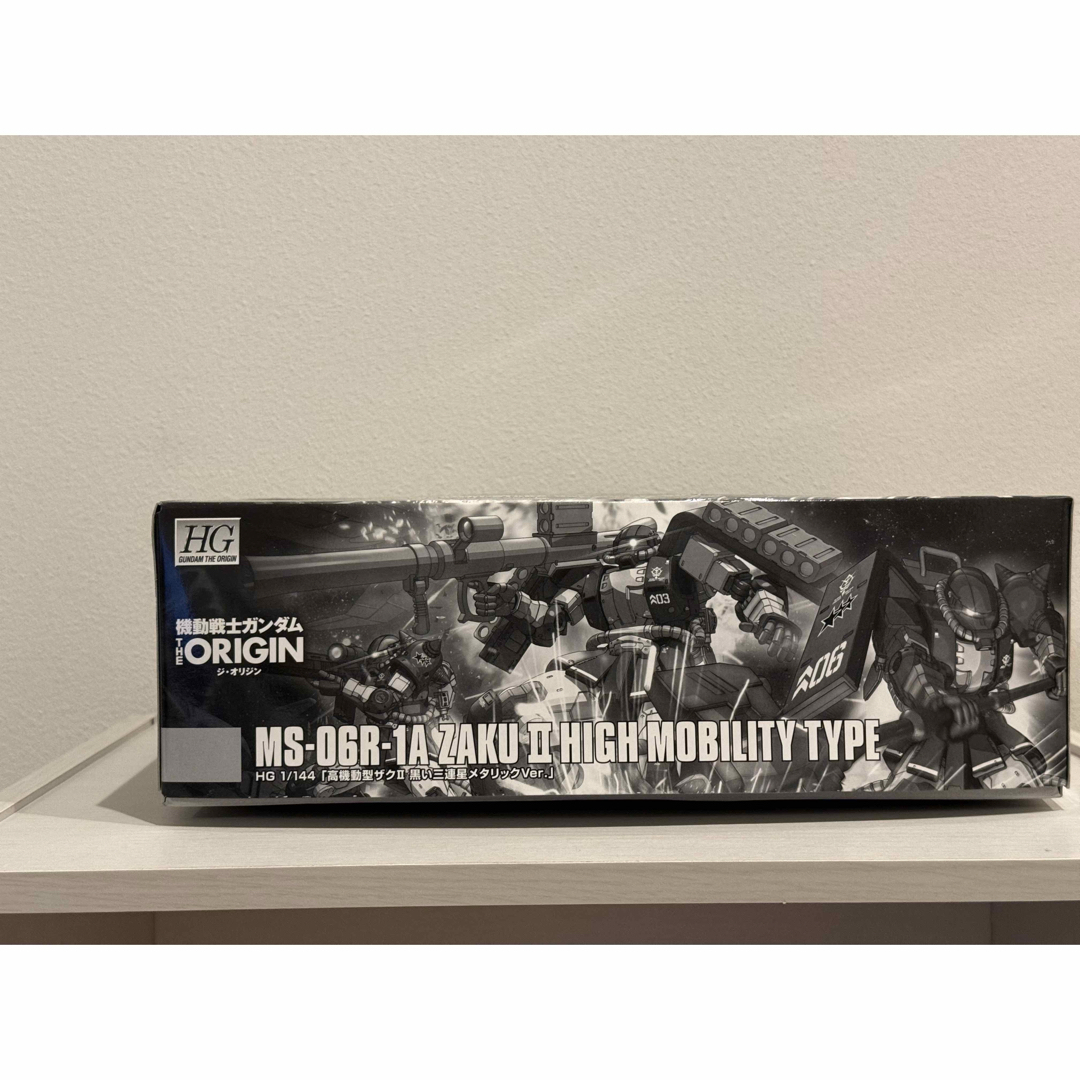 HG
GUNDAM THE ORIGIN
機動戦士ガンダム
THE ORIGIN
ジ・オリジン
03
06
MS-06R-1A ZAKU II HIGH MOBILITY TYPE
HG 1/144「高機動型ザクII 黒い三連星メタリックVer.」